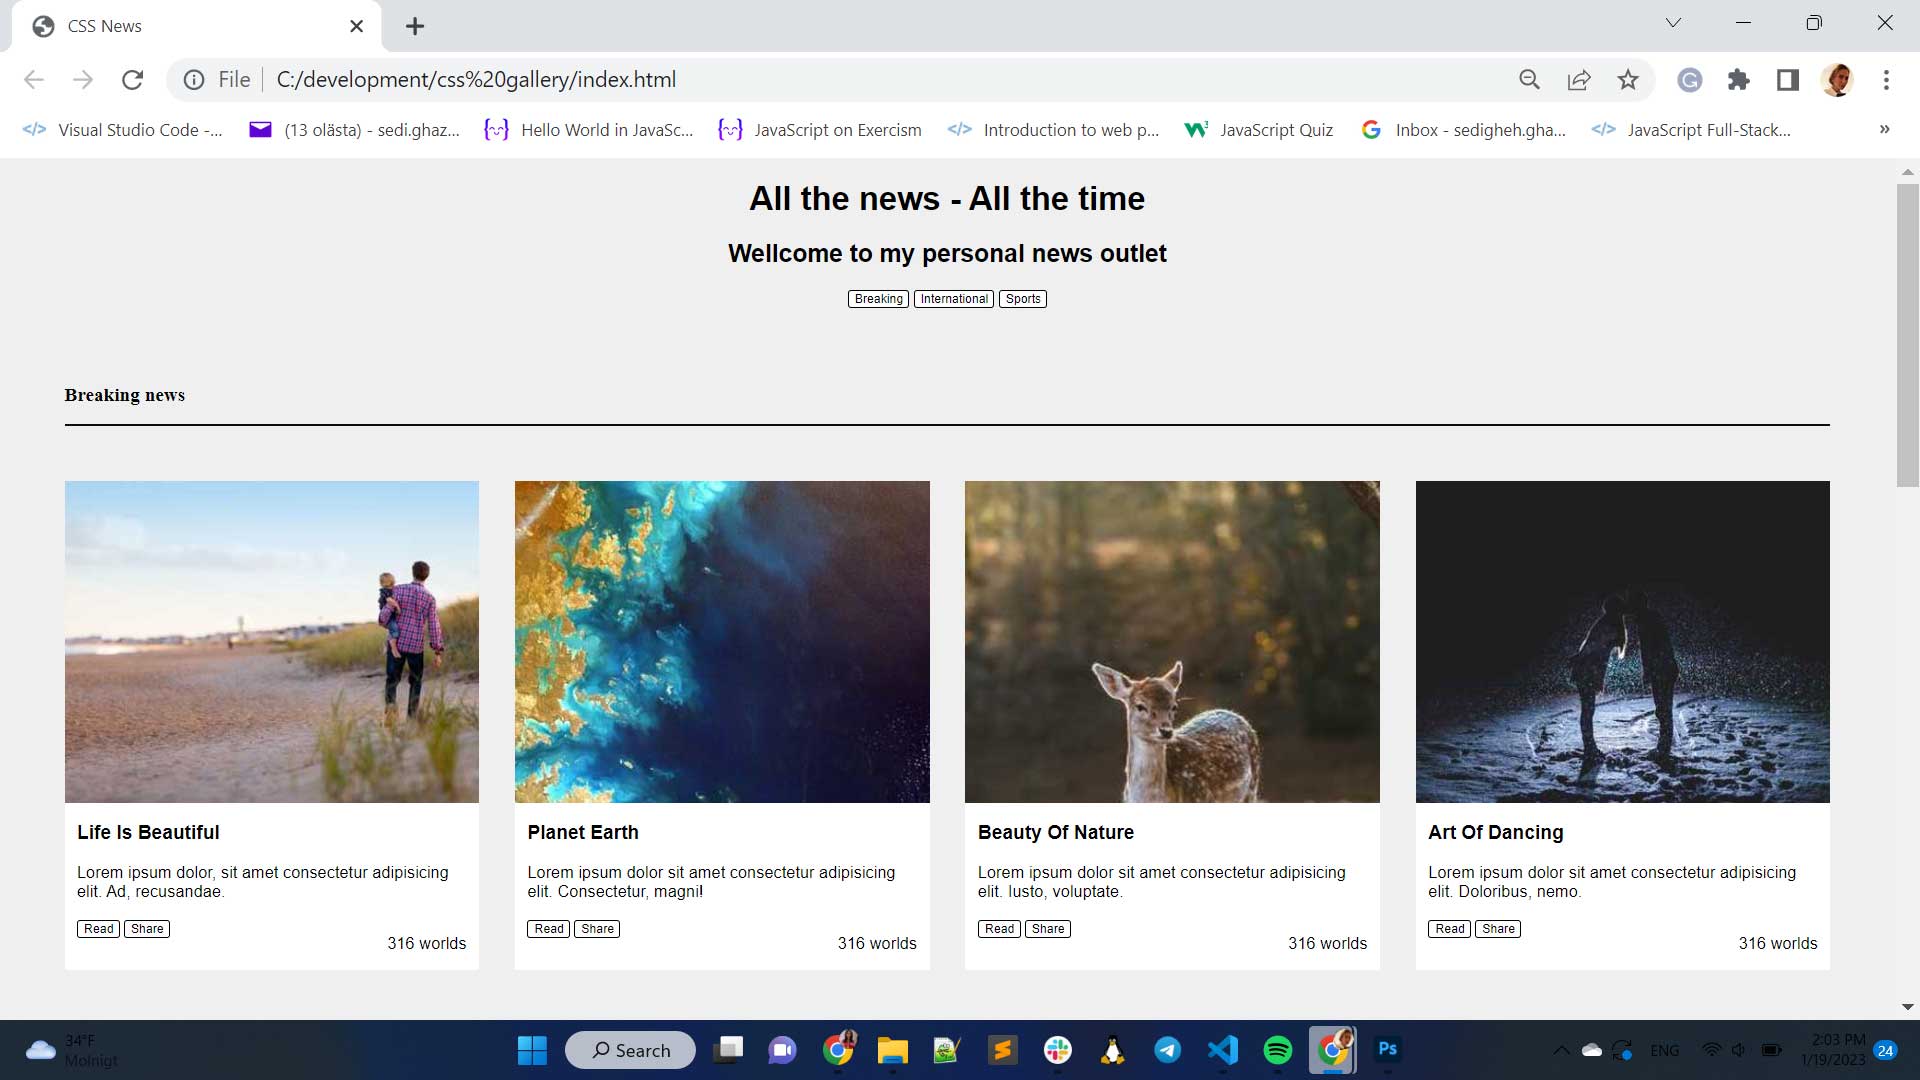 CSS News
File
C:/development/css%20gallery/index.html
Visual Studio Code -...
(13 olästa) - sedi.ghaz...
Hello World in JavaSc...
JavaScript on Exercism
Introduction to web p...
JavaScript Quiz
Inbox - sedigheh.gha...
JavaScript Full-Stack...
All the news - All the time
Wellcome to my personal news outlet
Breaking International Sports
Breaking news
Life Is Beautiful
Lorem ipsum dolor, sit amet consectetur adipisicing
elit. Ad, recusandae.
Read Share
316 worlds
Planet Earth
Lorem ipsum dolor sit amet consectetur adipisicing
elit. Consectetur, magni!
Read Share
316 worlds
Beauty Of Nature
Lorem ipsum dolor sit amet consectetur adipisicing
elit. Iusto, voluptate.
Read Share
316 worlds
Art Of Dancing
Lorem ipsum dolor sit amet consectetur adipisicing
elit. Doloribus, nemo.
Read Share
316 worlds
34°F
Molnigt
Search
Ps
ENG
2:03 PM
1/19/2023
24